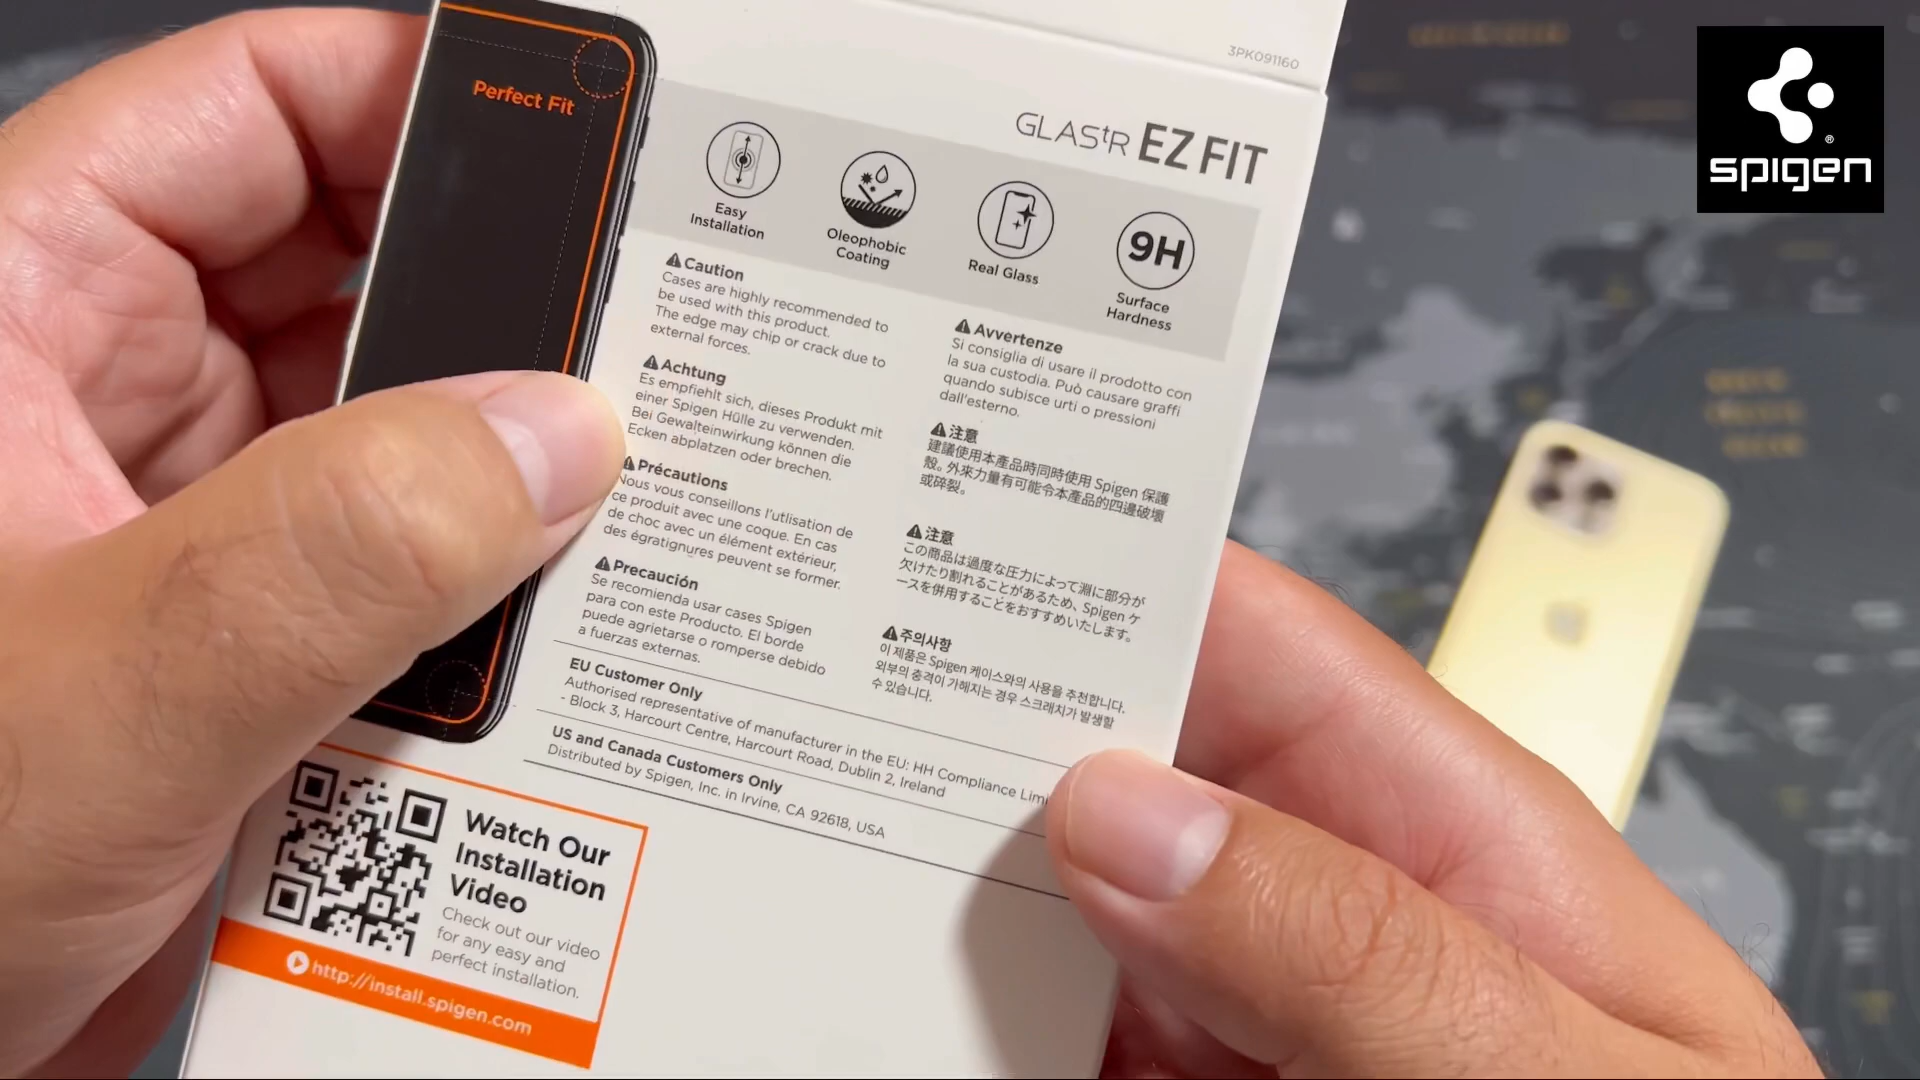 3PK091160
spigen
Perfect Fit
GLAStR EZ FIT
Easy
Installation
Oleophobic
Coating
Real Glass
9H
Surface
Hardness
Caution
Cases are highly recommended to
be used with this product.
The edge may chip or crack due to
external forces.
Achtung
Es empfiehlt sich, dieses Produkt mit
einer Spigen Hülle zu verwenden.
Bei Gewalteinwirkung können die
Ecken abplatzen oder brechen.
Précautions
Nous vous conseillons l'utlisation de
ce produit avec une coque. En cas
de choc avec un élément extérieur,
des égratignures peuvent se former.
Precaución
Se recomienda usar cases Spigen
para con este Producto. El borde
puede agrietarse o romperse debido
a fuerzas externas.
Avvertenze
Si consiglia di usare il prodotto con
la sua custodia. Può causare graffi
quando subisce urti o pressioni
dall'esterno.
注意
建議使用本產品時同時使用 Spigen 保護
殼。外來力量有可能令本產品的四邊破壞
或碎裂。
注意
この商品は過度な圧力によって淵に部分が
欠けたり割れることがあるため、Spigen ケ
ースを併用することをおすすめいたします。
주의사항
이 제품은 Spigen 케이스와의 사용을 추천합니다.
외부의 충격이 가해지는 경우 스크래치가 발생할
수 있습니다.
EU Customer Only
Authorised representative of manufacturer in the EU: HH Compliance Limi
- Block 3, Harcourt Centre, Harcourt Road, Dublin 2, Ireland
US and Canada Customers Only
Distributed by Spigen, Inc. in Irvine, CA 92618, USA
Watch Our
Installation
Video
Check out our video
for any easy and
perfect installation.
http://install.spigen.com